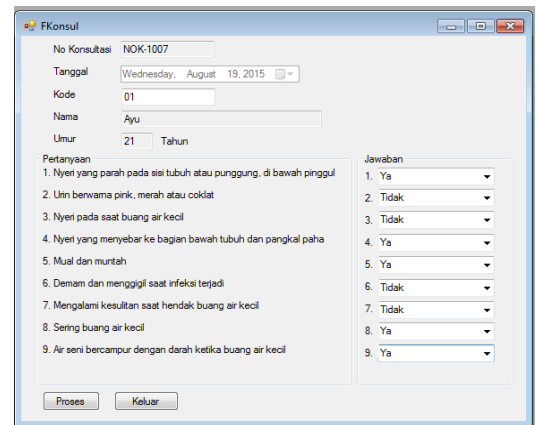 FKonsul
No Konsultasi NOK-1007
Tanggal Wednesday, August 19, 2015
Kode 01
Nama Ayu
Umur 21 Tahun
Pertanyaan Jawaban
1. Nyeri yang parah pada sisi tubuh atau punggung, di bawah pinggul 1. Ya
2. Urin berwarna pink, merah atau coklat 2. Tidak
3. Nyeri pada saat buang air kecil 3. Tidak
4. Nyeri yang menyebar ke bagian bawah tubuh dan pangkal paha 4. Ya
5. Mual dan muntah 5. Ya
6. Demam dan menggigil saat infeksi terjadi 6. Tidak
7. Mengalami kesulitan saat hendak buang air kecil 7. Tidak
8. Sering buang air kecil 8. Ya
9. Air seni bercampur dengan darah ketika buang air kecil 9. Ya
Proses Keluar